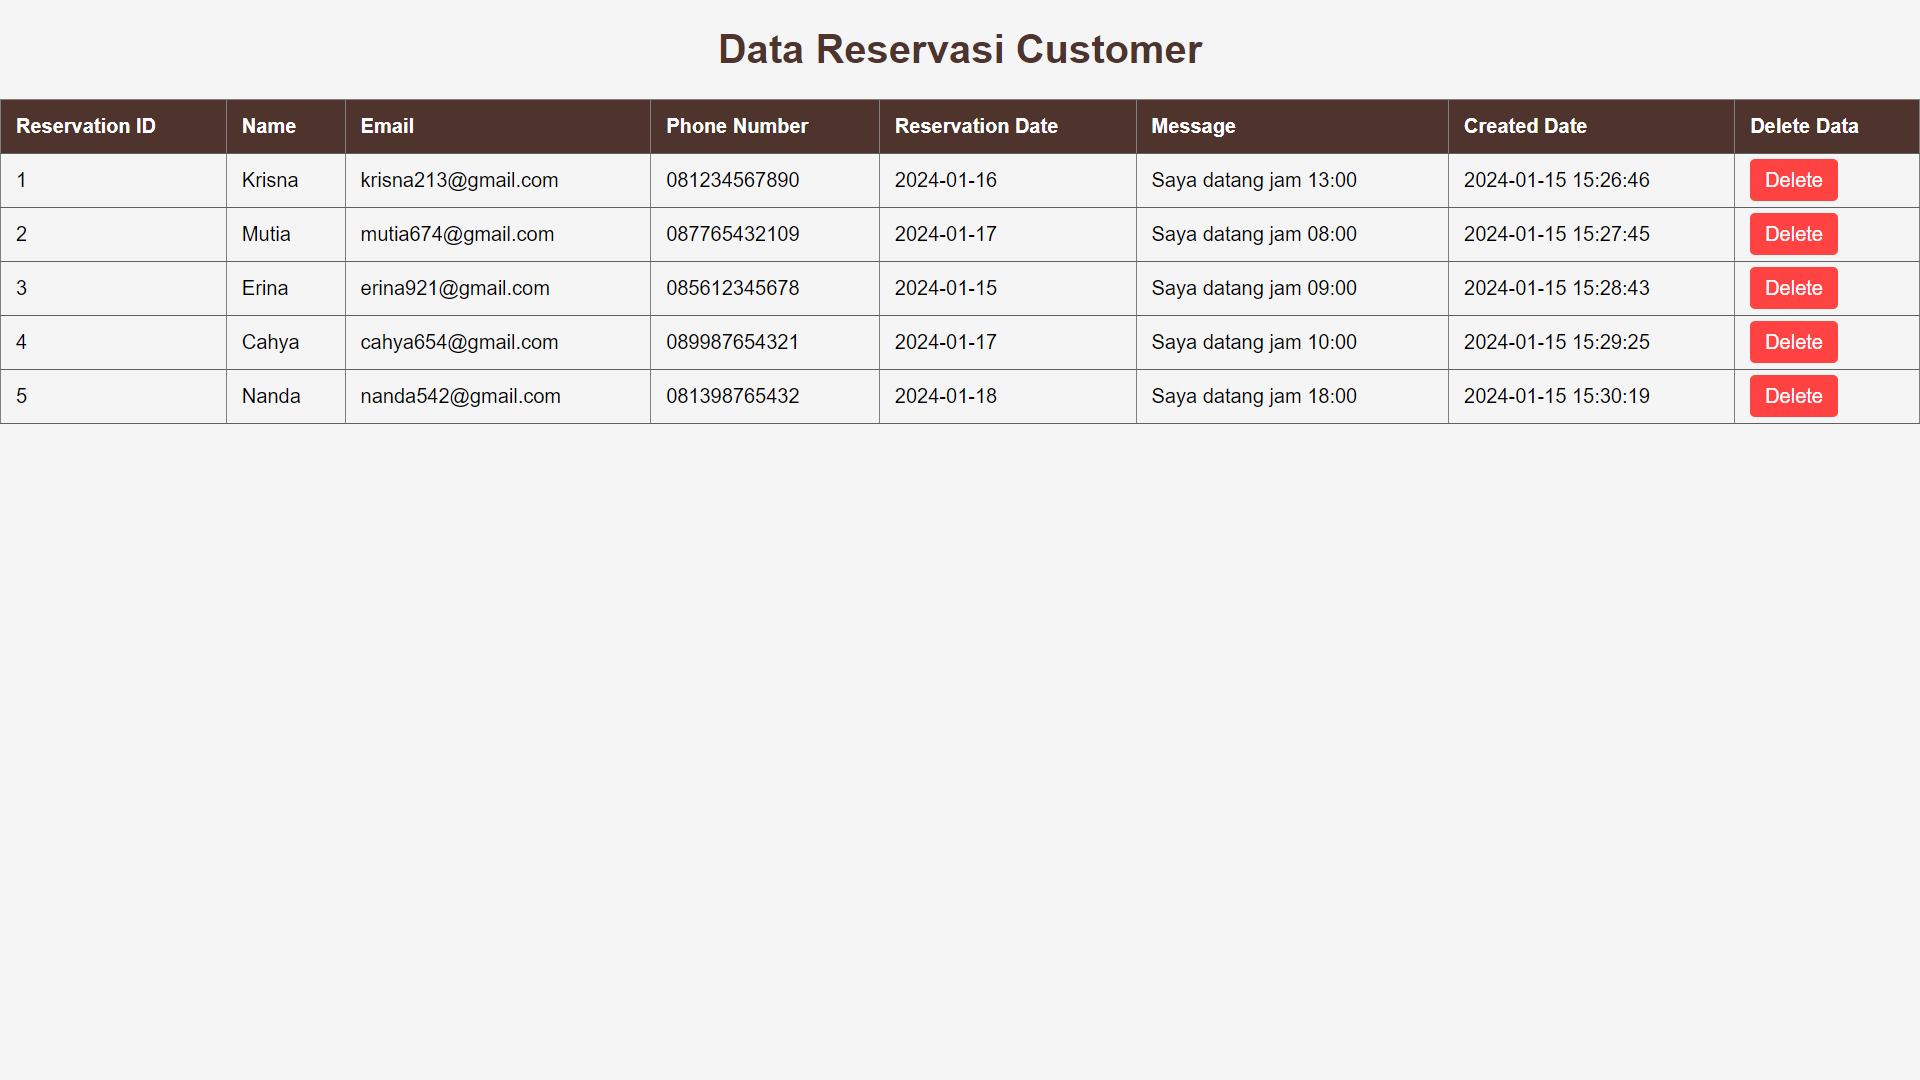 Data Reservasi Customer
Reservation ID Name Email Phone Number Reservation Date Message Created Date Delete Data
1 Krisna krisna213@gmail.com 081234567890 2024-01-16 Saya datang jam 13:00 2024-01-15 15:26:46 Delete
2 Mutia mutia674@gmail.com 087765432109 2024-01-17 Saya datang jam 08:00 2024-01-15 15:27:45 Delete
3 Erina erina921@gmail.com 085612345678 2024-01-15 Saya datang jam 09:00 2024-01-15 15:28:43 Delete
4 Cahya cahya654@gmail.com 089987654321 2024-01-17 Saya datang jam 10:00 2024-01-15 15:29:25 Delete
5 Nanda nanda542@gmail.com 081398765432 2024-01-18 Saya datang jam 18:00 2024-01-15 15:30:19 Delete